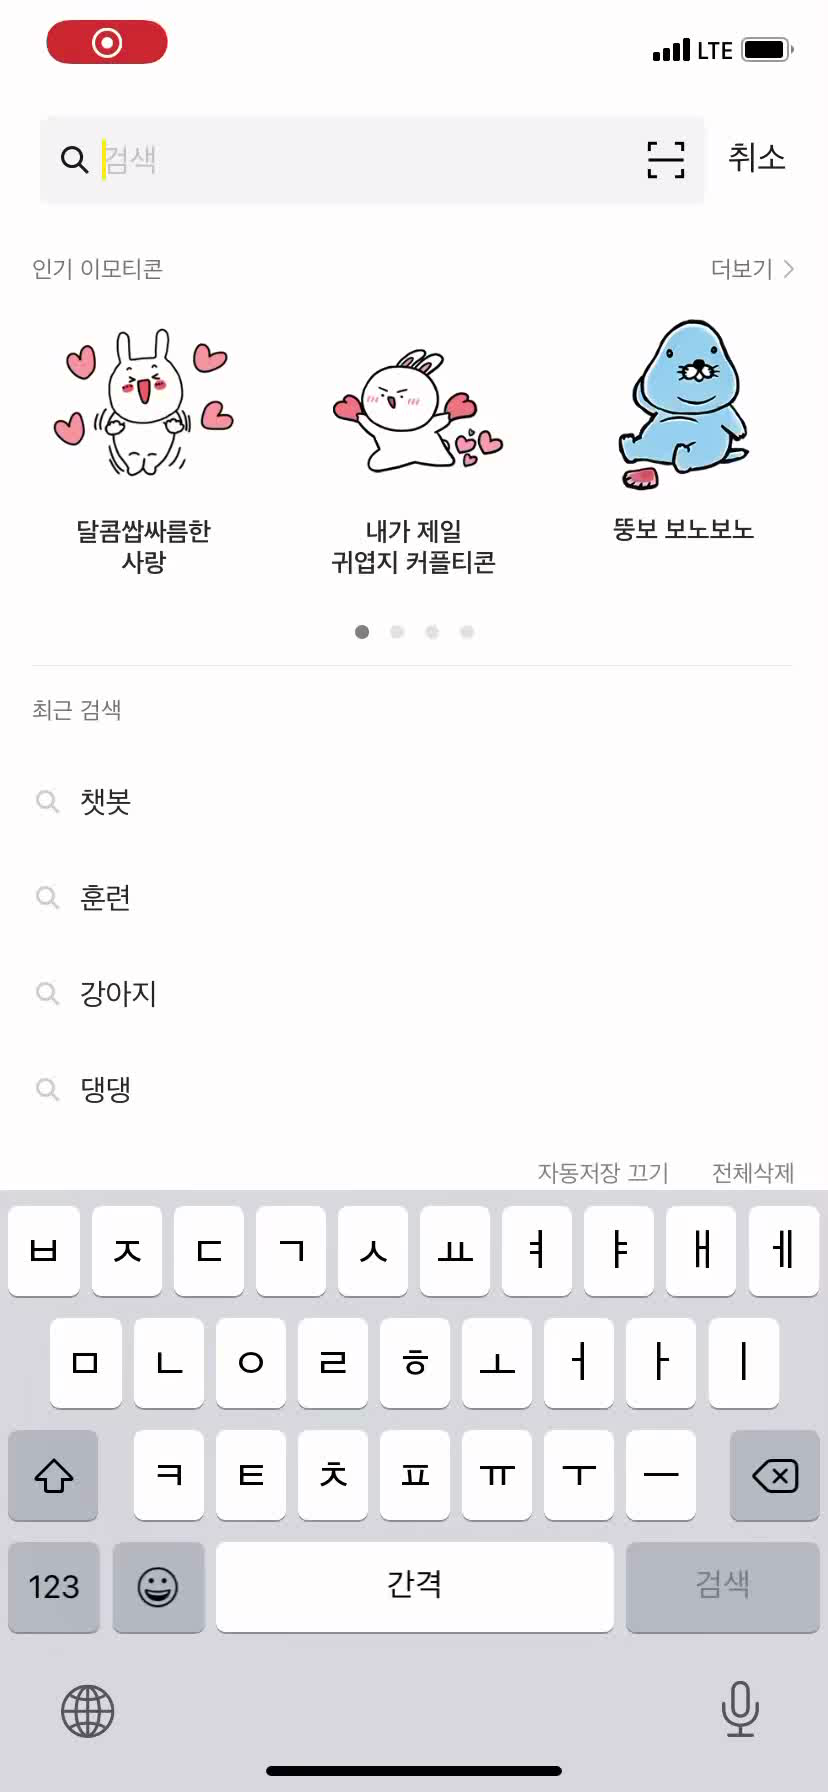 LTE
검색
취소
인기 이모티콘
더보기
달콤쌉싸름한
사랑
내가 제일
귀엽지 커플티콘
뚱보 보노보노
최근 검색
챗봇
훈련
강아지
댕댕
자동저장 끄기
전체삭제
ㅂ ㅈ ㄷ ㄱ ㅅ ㅛ ㅕ ㅑ ㅐ ㅔ
ㅁ ㄴ ㅇ ㄹ ㅎ ㅗ ㅓ ㅏ ㅣ
ㅋ ㅌ ㅊ ㅍ ㅠ ㅜ ㅡ
123 간격 검색